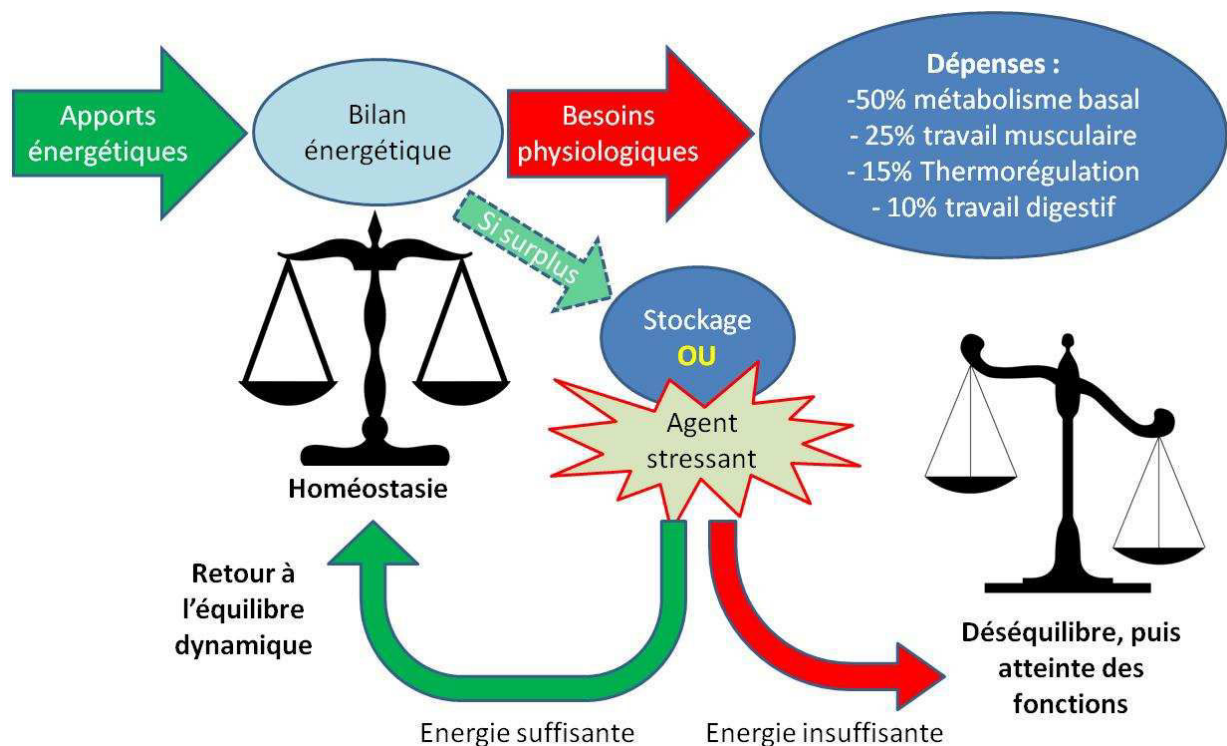 Apports
énergétiques
Bilan
énergétique
Besoins
physiologiques
Dépenses :
-50% métabolisme basal
- 25% travail musculaire
- 15% Thermorégulation
- 10% travail digestif
Si surplus
Stockage
OU
Agent
stressant
Homéostasie
Retour à
l'équilibre
dynamique
Déséquilibre, puis
atteinte des
fonctions
Energie suffisante
Energie insuffisante